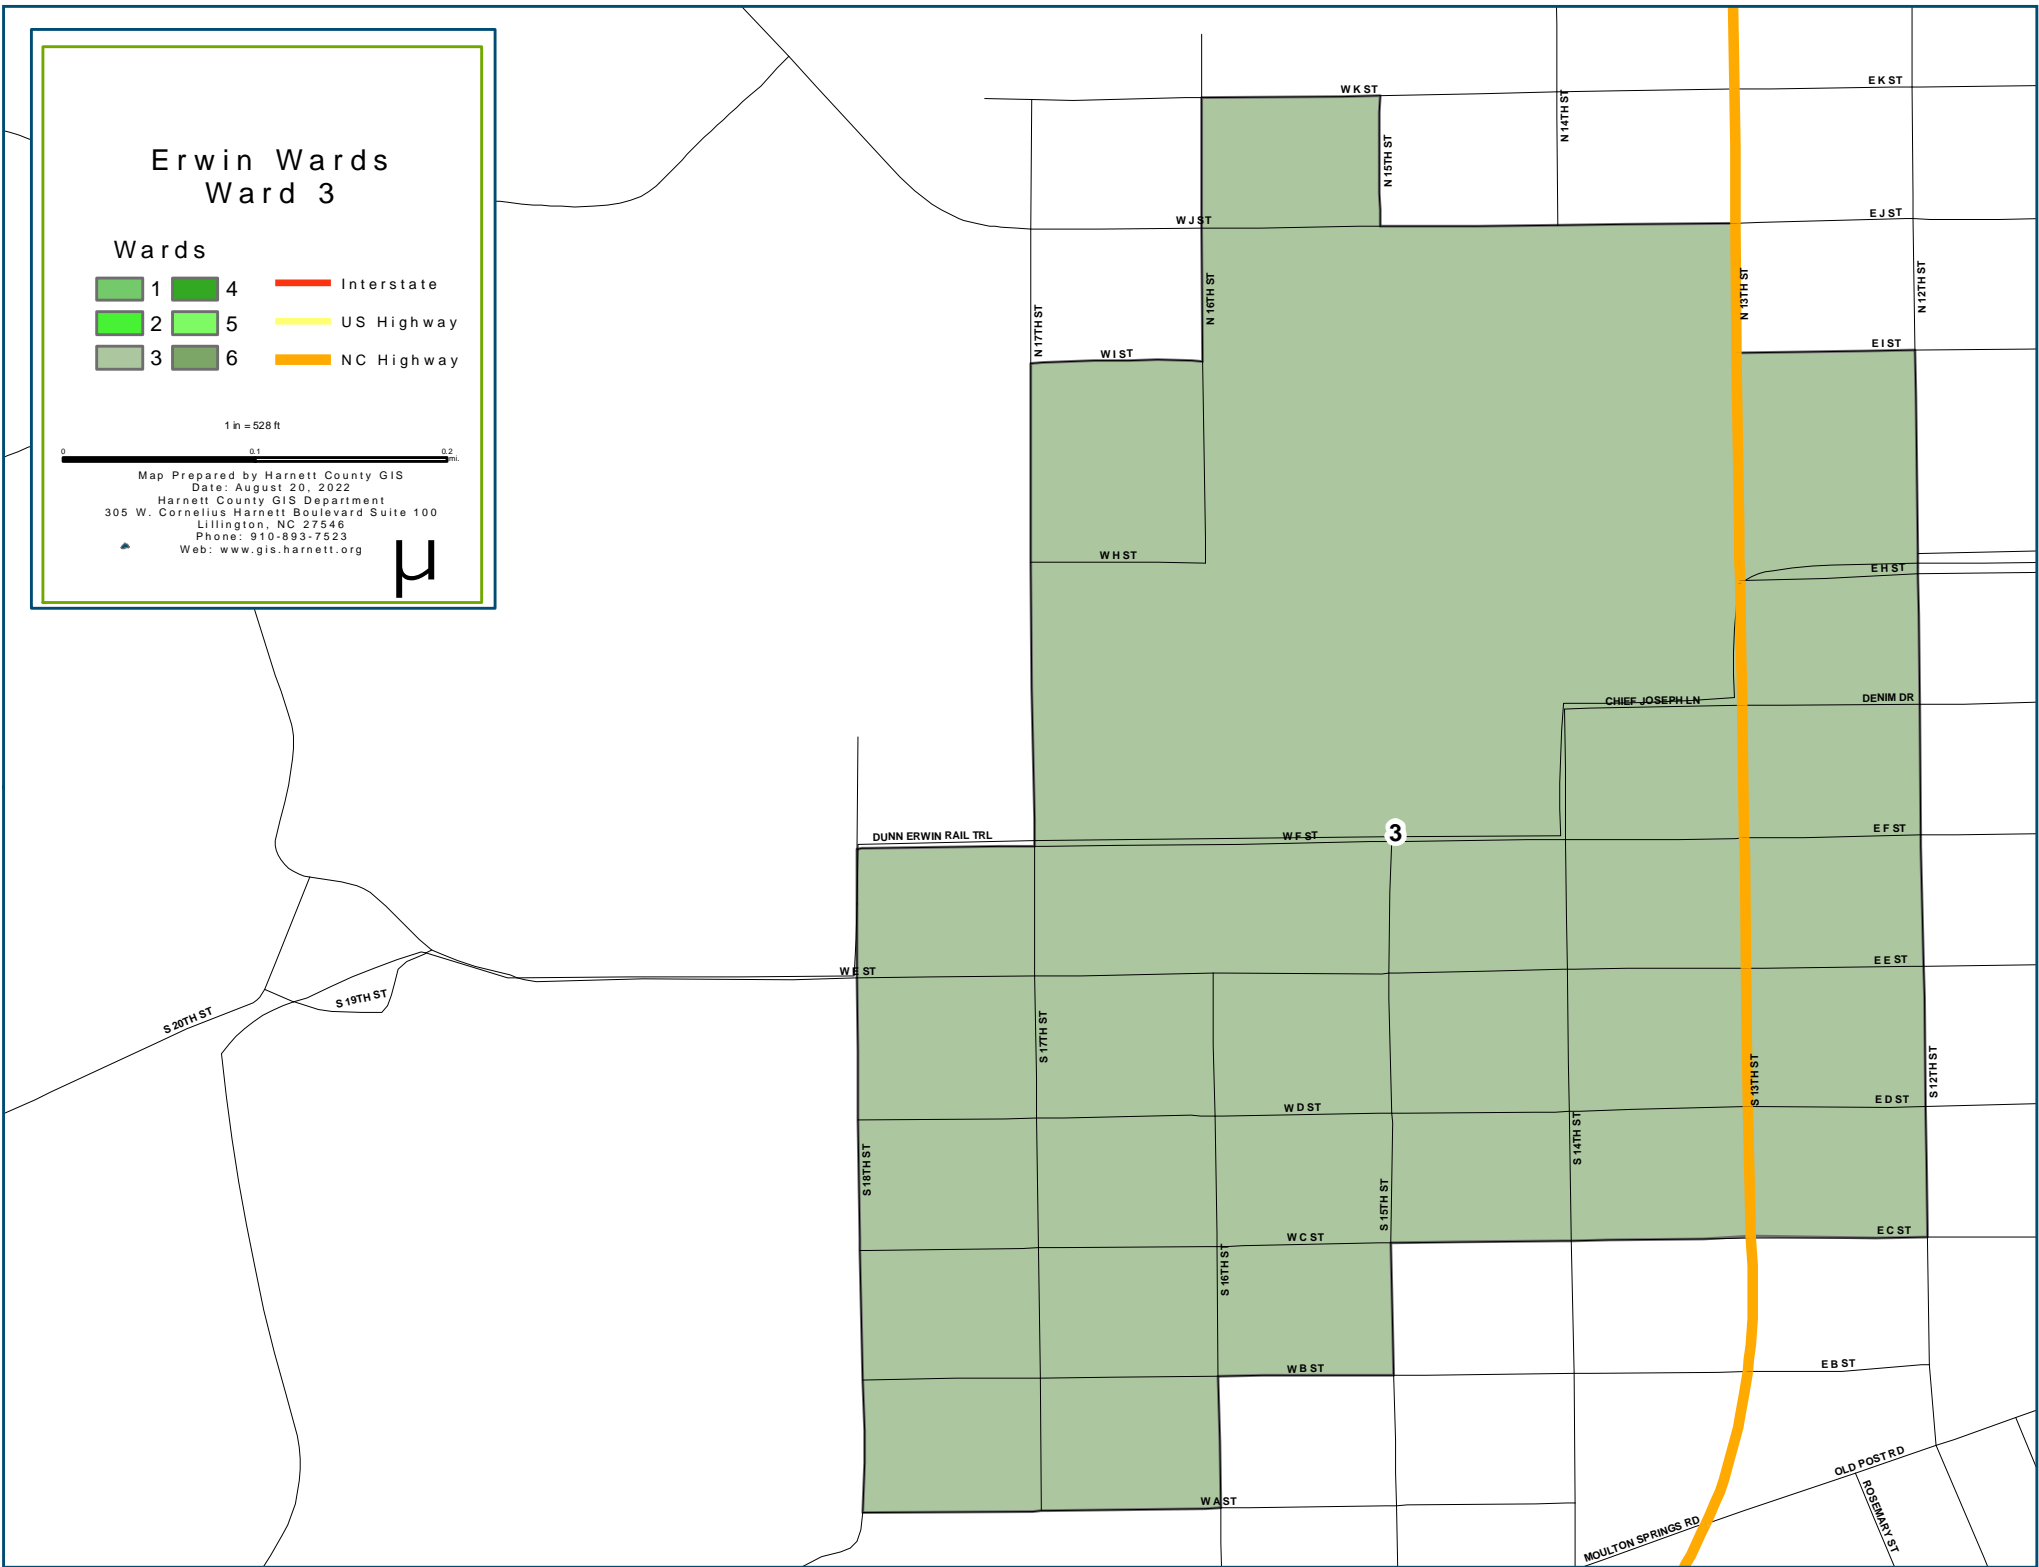 Erwin Wards
Ward 3
Wards
1
4
Interstate
2
5
US Highway
3
6
NC Highway
1 in = 528 ft
0
0.1
0.2
mi.
Map Prepared by Harnett County GIS
Date: August 20, 2022
Harnett County GIS Department
305 W. Cornelius Harnett Boulevard Suite 100
Lillington, NC 27546
Phone: 910-893-7523
Web: www.gis.harnett.org
µ
W K ST
E K ST
N 14TH ST
N 15TH ST
W J ST
E J ST
N 16TH ST
N 13TH ST
N 12TH ST
N 17TH ST
W I ST
E I ST
W H ST
E H ST
CHIEF JOSEPH LN
DENIM DR
DUNN ERWIN RAIL TRL
W F ST
3
E F ST
W E ST
E E ST
S 19TH ST
S 20TH ST
S 17TH ST
S 13TH ST
S 12TH ST
W D ST
E D ST
S 18TH ST
S 14TH ST
S 15TH ST
W C ST
E C ST
S 16TH ST
W B ST
E B ST
OLD POST RD
W A ST
ROSEMARY ST
MOULTON SPRINGS RD